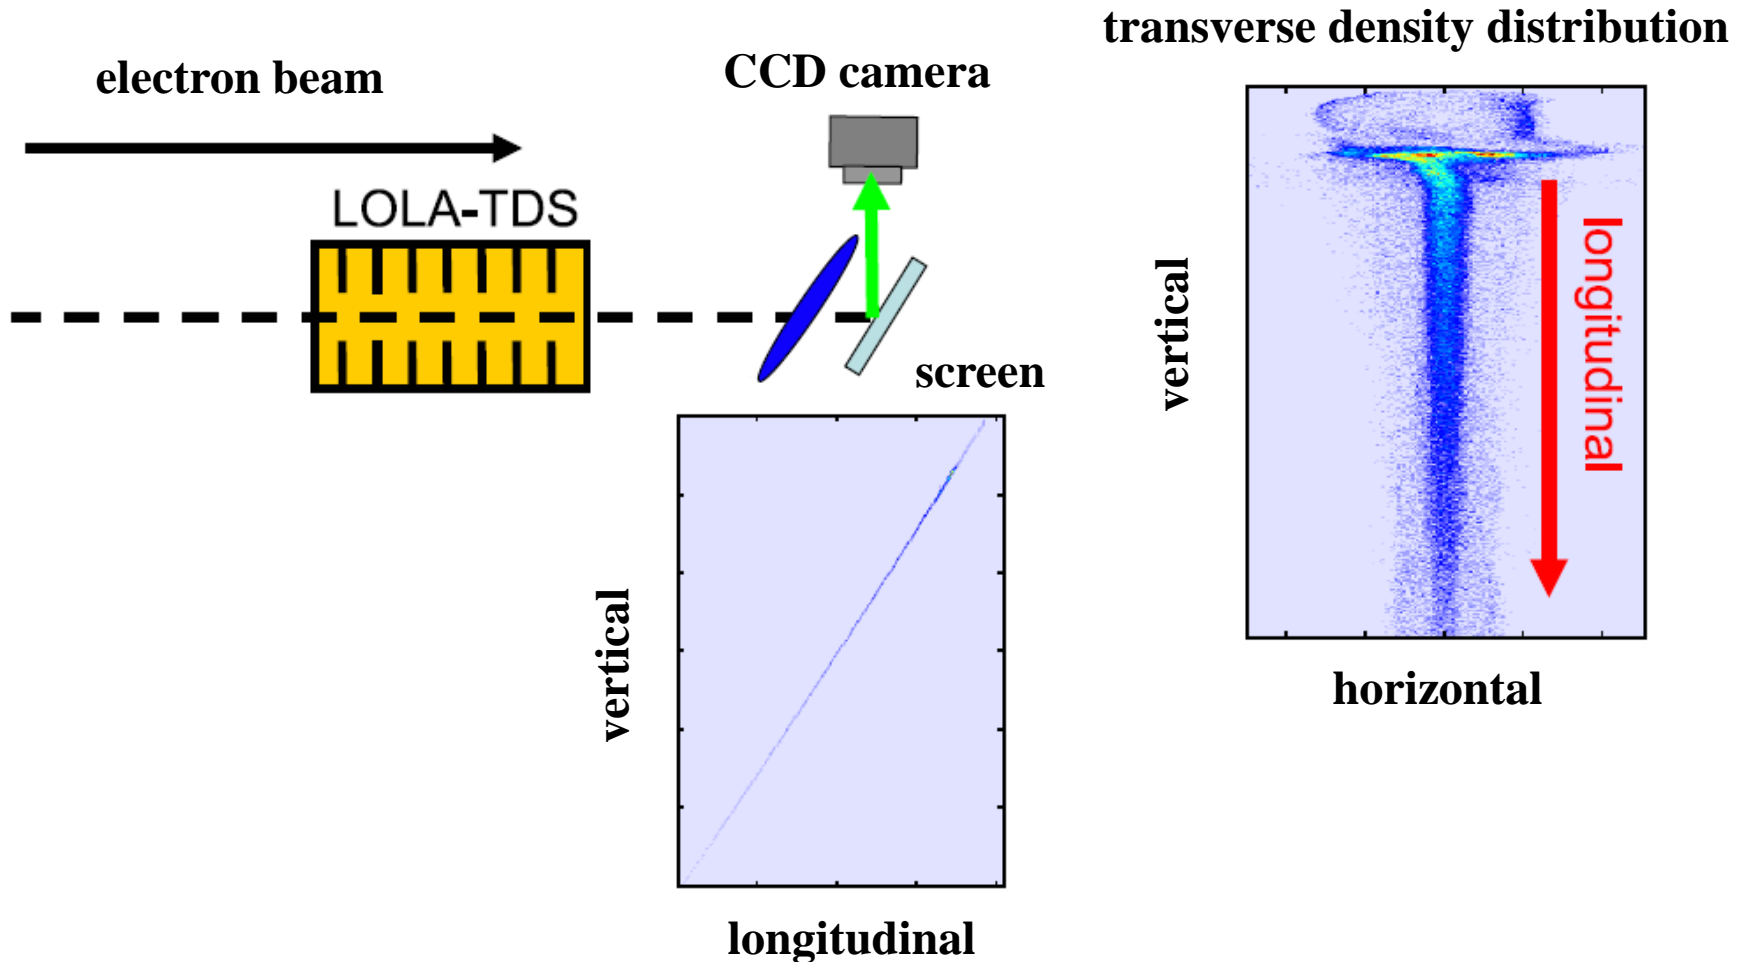 transverse density distribution
electron beam
CCD camera
LOLA-TDS
screen
vertical
longitudinal
vertical
longitudinal
horizontal